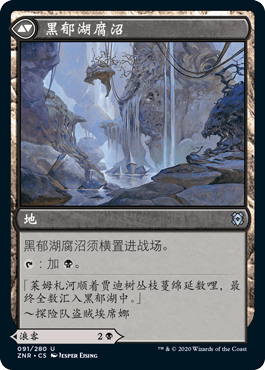 黑郁湖腐沼
地
黑郁湖腐沼须横置进战场。
：加。
「莱姆札河顺着贾迪树丛枝蔓绵延数哩，最
终全数汇入黑郁湖中。」
～探险队盗贼埃席娜
浪客 2
091/280 U
ZNR • CS JESPER EJSING
™ & © 2020 Wizards of the Coast